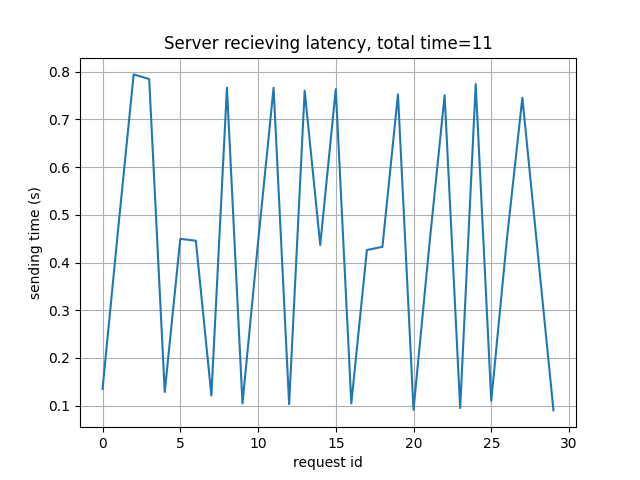 Server recieving latency, total time=11
0.8
0.7
0.6
0.5
0.4
0.3
0.2
0.1
sending time (s)
0 5 10 15 20 25 30
request id